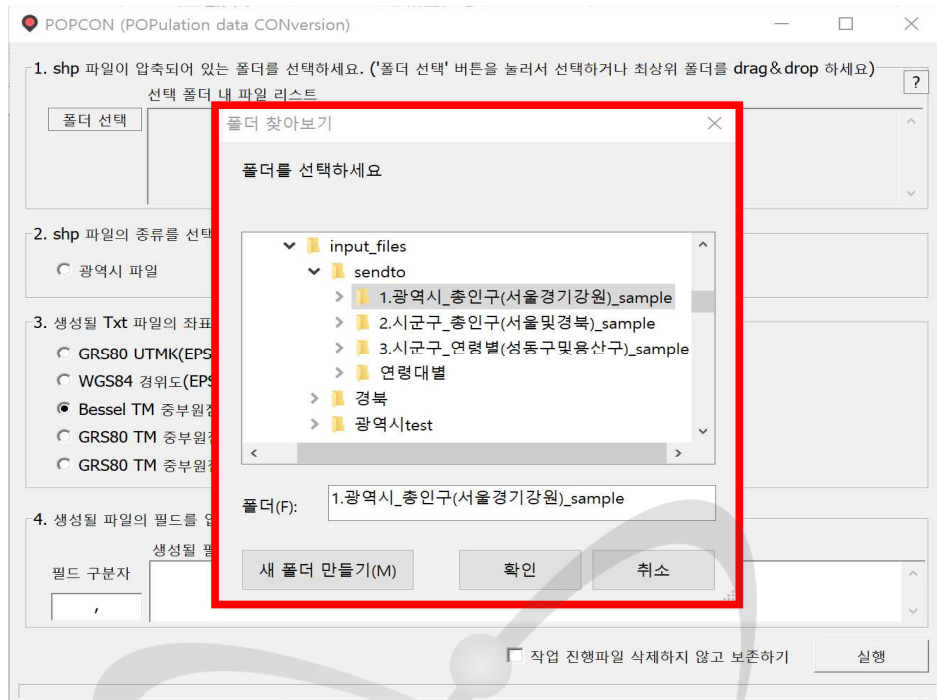 POPCON (POPulation data CONversion)
1. shp 파일이 압축되어 있는 폴더를 선택하세요. ('폴더 선택' 버튼을 눌러서 선택하거나 최상위 폴더를 drag&drop 하세요)
?
선택 폴더 내 파일 리스트
폴더 선택
폴더 찾아보기
폴더를 선택하세요
input_files
sendto
1.광역시_총인구(서울경기강원)_sample
2.시군구_총인구(서울및경북)_sample
3.시군구_연령별(성동구및용산구)_sample
연령대별
경북
광역시test
폴더(F):
1.광역시_총인구(서울경기강원)_sample
새 폴더 만들기(M)
확인
취소
2. shp 파일의 종류를 선택
광역시 파일
3. 생성될 Txt 파일의 좌표
GRS80 UTMK(EPS
WGS84 경위도(EPS
Bessel TM 중부원점
GRS80 TM 중부원점
GRS80 TM 중부원점
4. 생성될 파일의 필드를
생성될
필드 구분자
,
작업 진행파일 삭제하지 않고 보존하기
실행